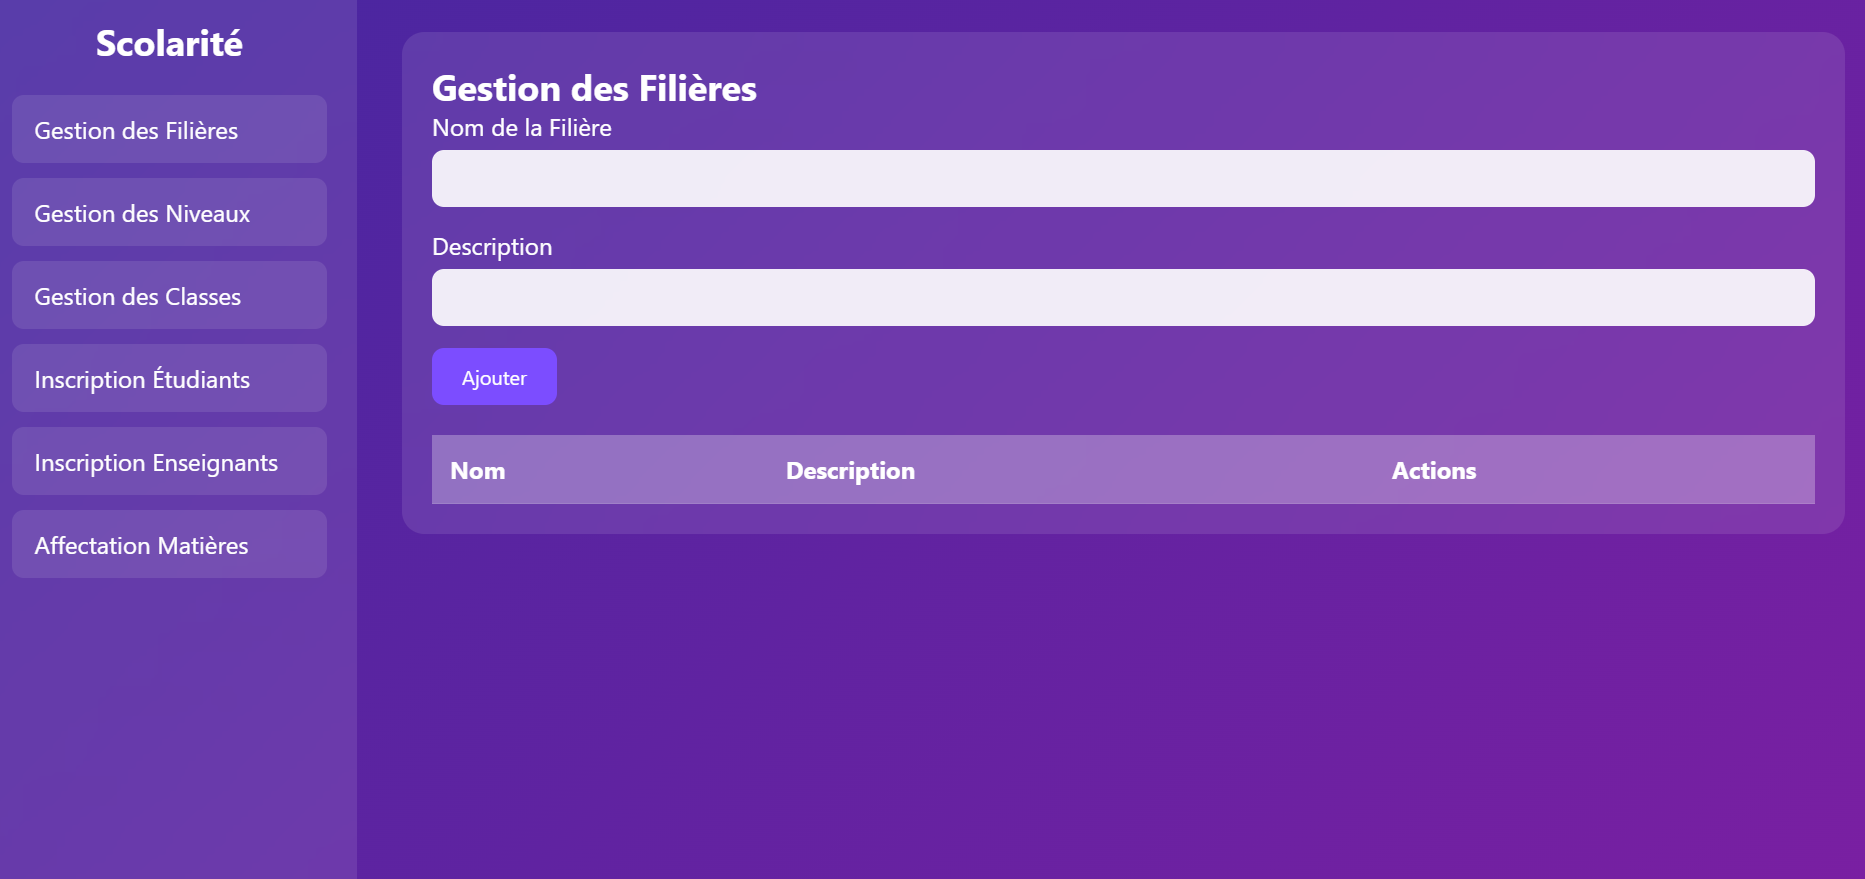 Scolarité
Gestion des Filières
Gestion des Niveaux
Gestion des Classes
Inscription Étudiants
Inscription Enseignants
Affectation Matières
Gestion des Filières
Nom de la Filière
Description
Ajouter
Nom Description Actions